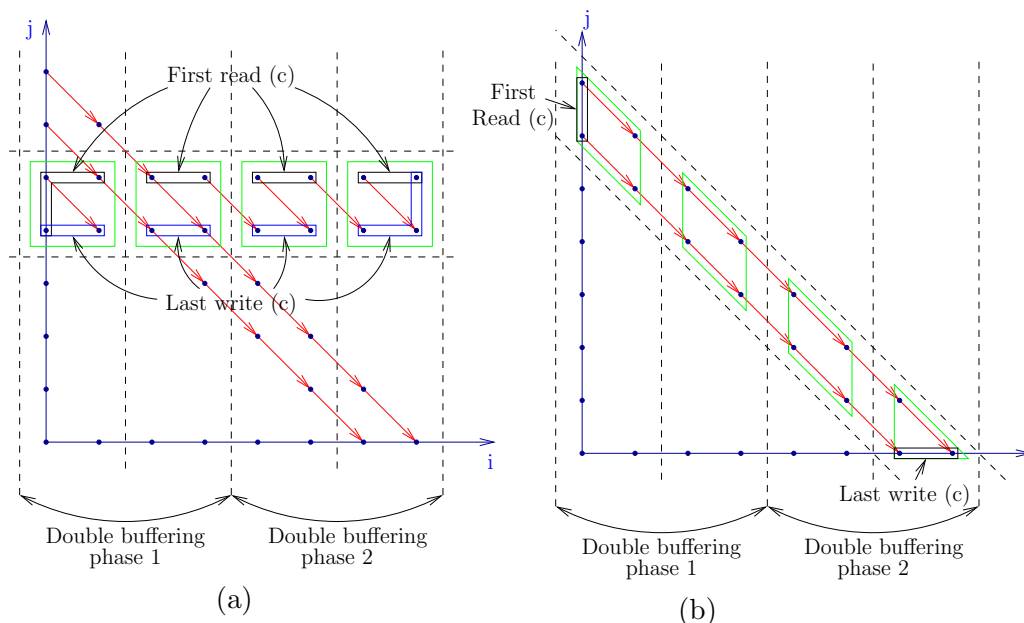 j
First read (c)
Last write (c)
i
Double buffering
phase 1
Double buffering
phase 2
(a)
j
First
Read (c)
Last write (c)
Double buffering
phase 1
Double buffering
phase 2
(b)